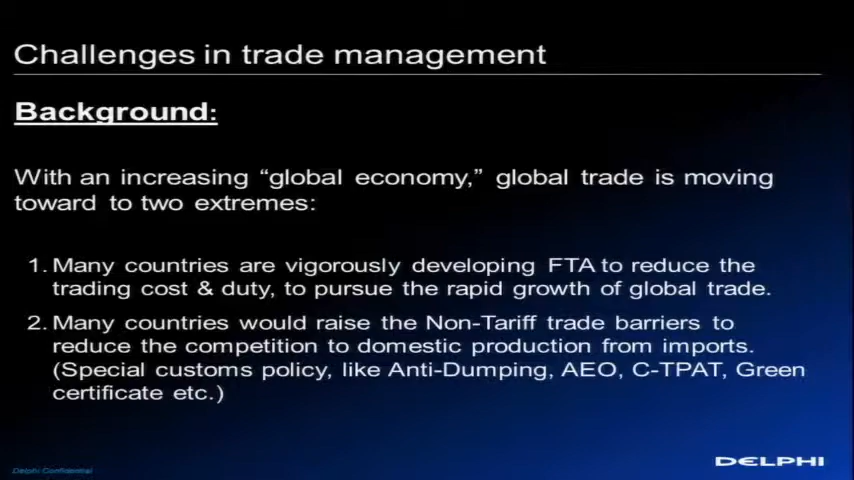 Challenges in trade management
Background:
With an increasing “global economy,” global trade is moving
toward to two extremes:
1. Many countries are vigorously developing FTA to reduce the
trading cost & duty, to pursue the rapid growth of global trade.
2. Many countries would raise the Non-Tariff trade barriers to
reduce the competition to domestic production from imports.
(Special customs policy, like Anti-Dumping, AEO, C-TPAT, Green
certificate etc.)
Delphi Confidential
DELPHI